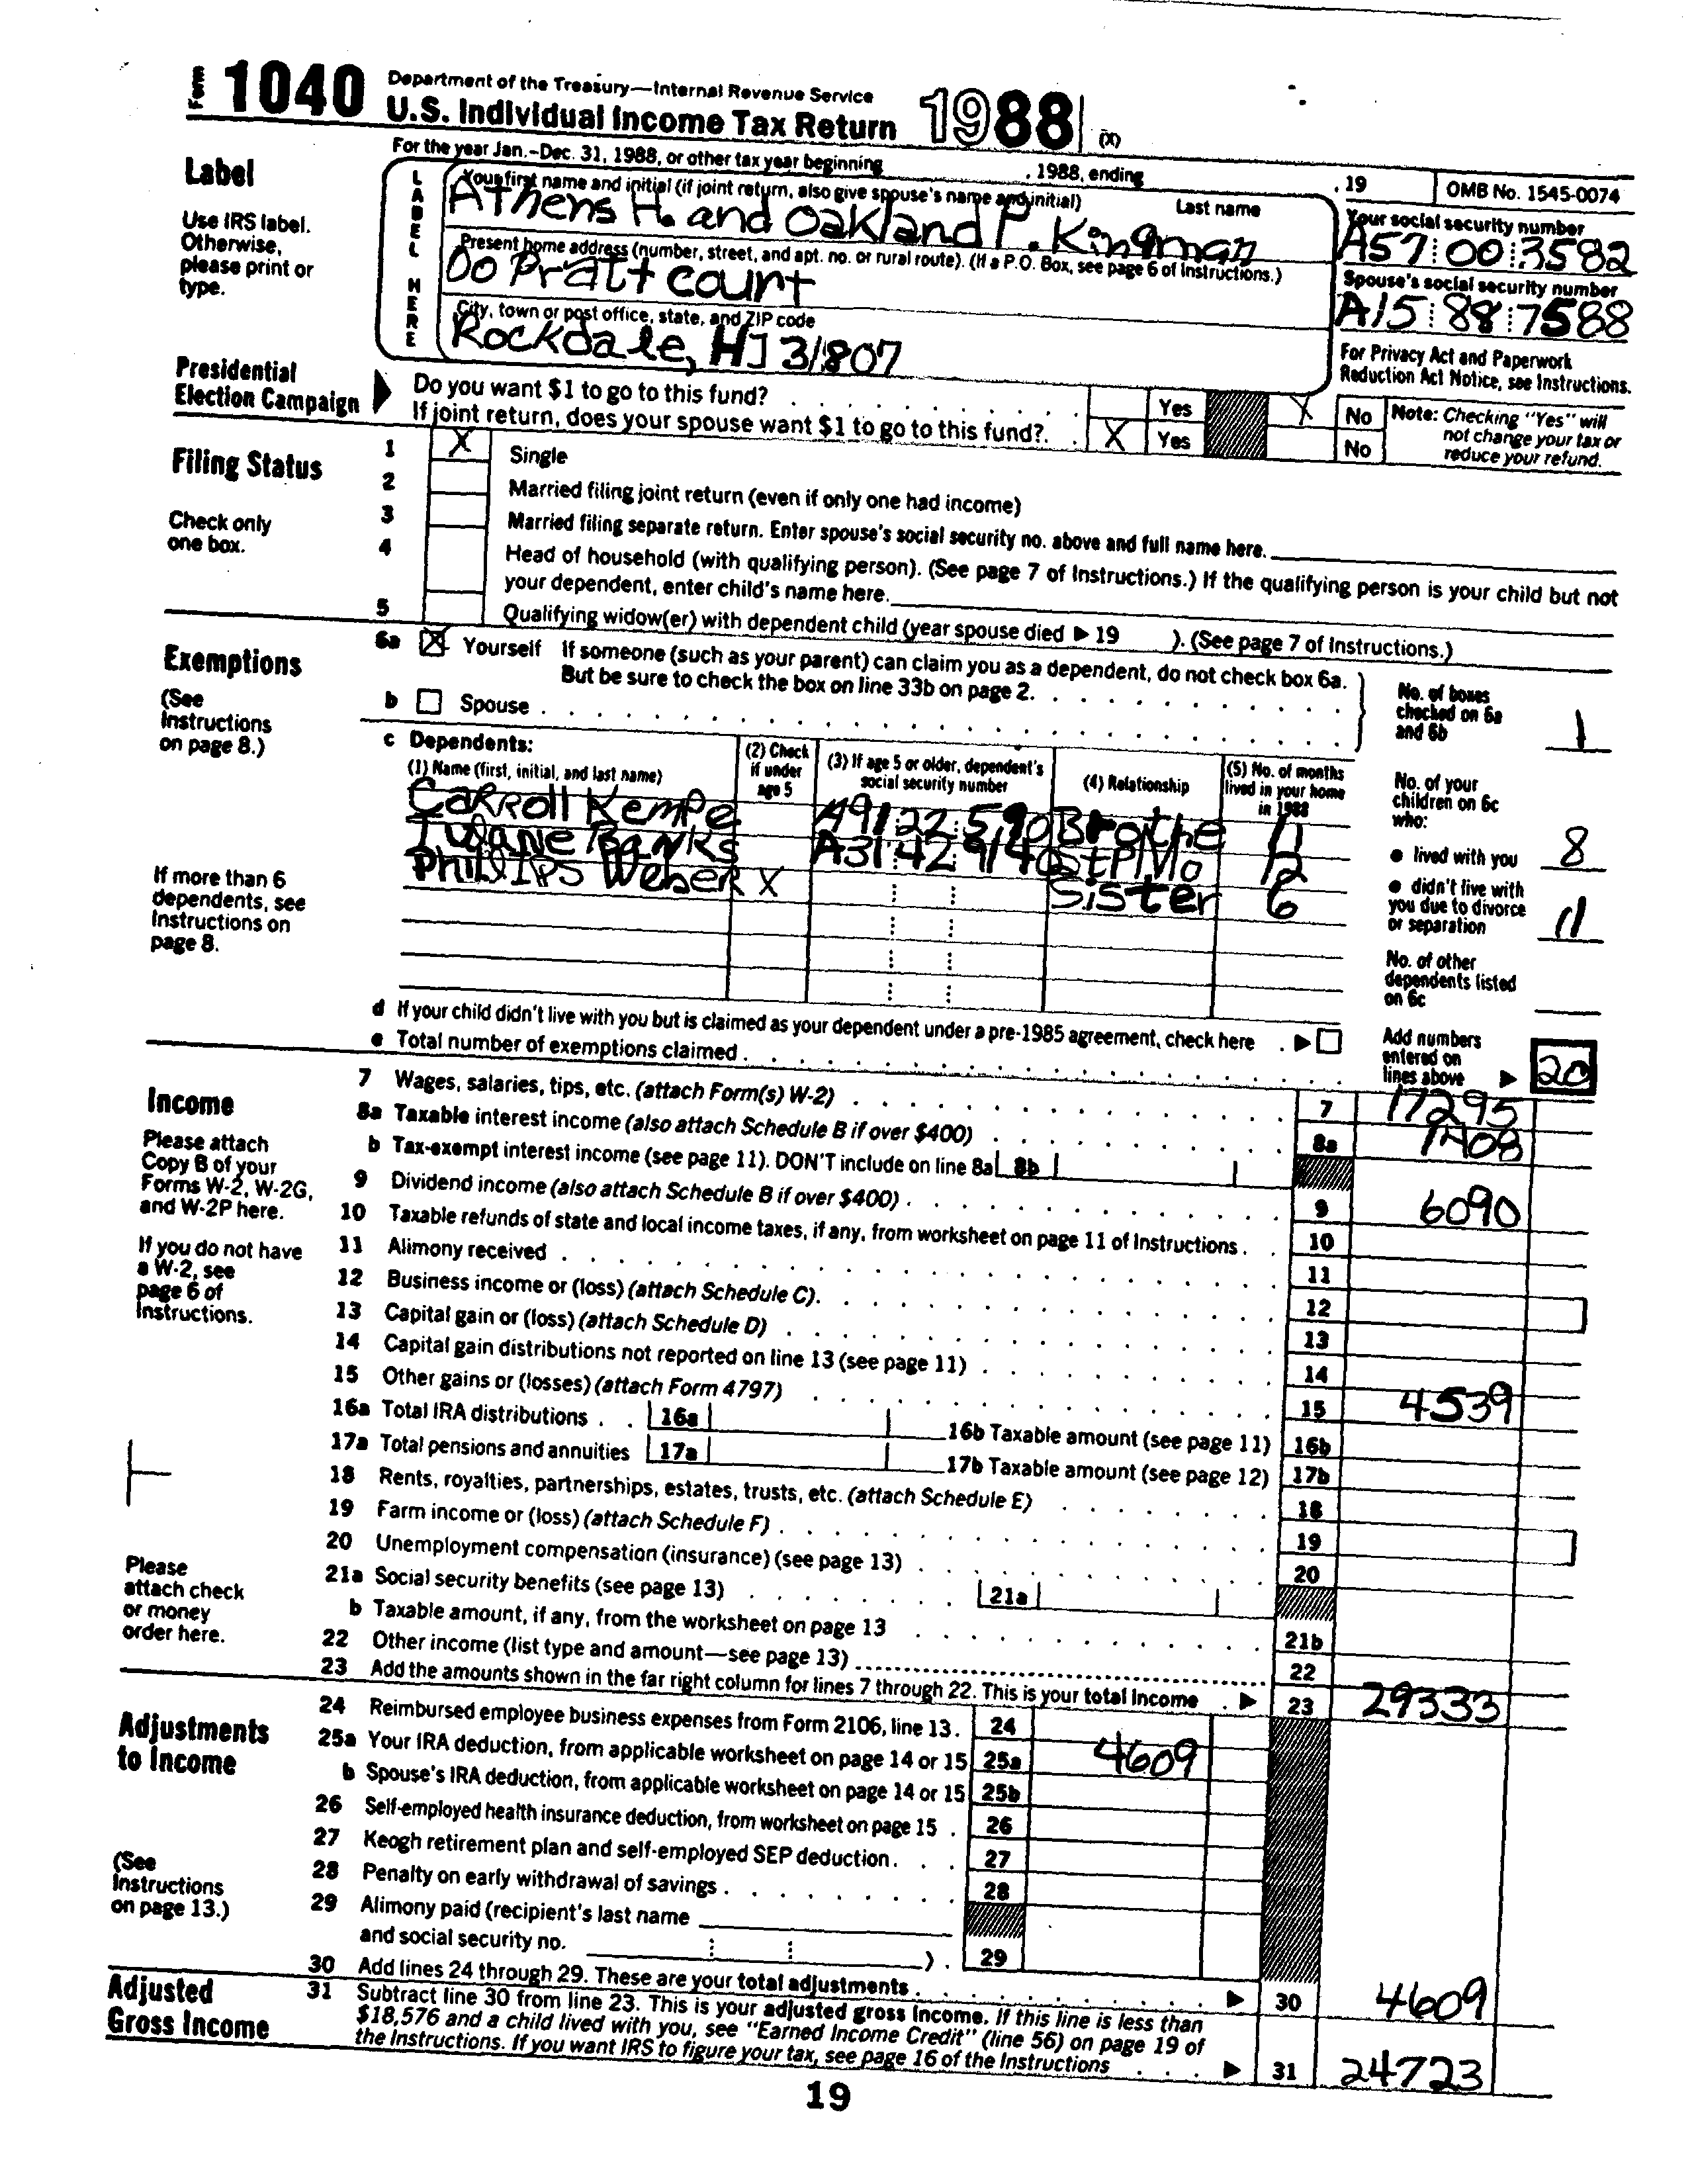 Form 1040 Department of the Treasury—Internal Revenue Service
U.S. Individual Income Tax Return 1988 (X)
For the year Jan.-Dec. 31, 1988, or other tax year beginning , 1988, ending , 19 OMB No. 1545-0074
Label
Use IRS label. Otherwise, please print or type.
LABEL HERE
Your first name and initial (if joint return, also give spouse's name and initial) Last name
Athens H. and Oakland P. Kingman
Your social security number
A57 00 3582
Present home address (number, street, and apt. no. or rural route). (If a P.O. Box, see page 6 of Instructions.)
00 Pratt Court
Spouse's social security number
A15 88 7588
City, town or post office, state, and ZIP code
Rockdale, HJ 31807
For Privacy Act and Paperwork Reduction Act Notice, see Instructions.
Presidential Election Campaign
Do you want $1 to go to this fund? Yes X No
If joint return, does your spouse want $1 to go to this fund? X Yes No
Note: Checking "Yes" will not change your tax or reduce your refund.
Filing Status
Check only one box.
1 X Single
2 Married filing joint return (even if only one had income)
3 Married filing separate return. Enter spouse's social security no. above and full name here.
4 Head of household (with qualifying person). (See page 7 of Instructions.) If the qualifying person is your child but not your dependent, enter child's name here.
5 Qualifying widow(er) with dependent child (year spouse died ▶ 19 ). (See page 7 of Instructions.)
Exemptions
(See Instructions on page 8.)
6a X Yourself If someone (such as your parent) can claim you as a dependent, do not check box 6a. But be sure to check the box on line 33b on page 2.
b Spouse
No. of boxes checked on 6a and 6b 1
c Dependents:
(1) Name (first, initial, and last name) (2) Check if under age 5 (3) If age 5 or older, dependent's social security number (4) Relationship (5) No. of months lived in your home in 1988
Carroll Kempe A91 22 590 Brothe 11
Tulane Banks A31 42 9140 StPMo 12
Phillips Weber X Sister 6
If more than 6 dependents, see Instructions on page 8.
No. of your children on 6c who:
● lived with you 8
● didn't live with you due to divorce or separation 11
No. of other dependents listed on 6c
d If your child didn't live with you but is claimed as your dependent under a pre-1985 agreement, check here ▶
e Total number of exemptions claimed
Add numbers entered on lines above ▶ 20
Income
Please attach Copy B of your Forms W-2, W-2G, and W-2P here.
If you do not have a W-2, see page 6 of Instructions.
Please attach check or money order here.
7 Wages, salaries, tips, etc. (attach Form(s) W-2) 7 17295
8a Taxable interest income (also attach Schedule B if over $400) 8a 1408
b Tax-exempt interest income (see page 11). DON'T include on line 8a 8b
9 Dividend income (also attach Schedule B if over $400) 9 6090
10 Taxable refunds of state and local income taxes, if any, from worksheet on page 11 of Instructions 10
11 Alimony received 11
12 Business income or (loss) (attach Schedule C) 12
13 Capital gain or (loss) (attach Schedule D) 13
14 Capital gain distributions not reported on line 13 (see page 11) 14
15 Other gains or (losses) (attach Form 4797) 15 4539
16a Total IRA distributions 16a 16b Taxable amount (see page 11) 16b
17a Total pensions and annuities 17a 17b Taxable amount (see page 12) 17b
18 Rents, royalties, partnerships, estates, trusts, etc. (attach Schedule E) 18
19 Farm income or (loss) (attach Schedule F) 19
20 Unemployment compensation (insurance) (see page 13) 20
21a Social security benefits (see page 13) 21a
b Taxable amount, if any, from the worksheet on page 13 21b
22 Other income (list type and amount—see page 13) 22
23 Add the amounts shown in the far right column for lines 7 through 22. This is your total income ▶ 23 29333
Adjustments to Income
(See Instructions on page 13.)
24 Reimbursed employee business expenses from Form 2106, line 13. 24
25a Your IRA deduction, from applicable worksheet on page 14 or 15 25a 4609
b Spouse's IRA deduction, from applicable worksheet on page 14 or 15 25b
26 Self-employed health insurance deduction, from worksheet on page 15 26
27 Keogh retirement plan and self-employed SEP deduction 27
28 Penalty on early withdrawal of savings 28
29 Alimony paid (recipient's last name
and social security no. ) 29
30 Add lines 24 through 29. These are your total adjustments ▶ 30 4609
Adjusted Gross Income
31 Subtract line 30 from line 23. This is your adjusted gross income. If this line is less than $18,576 and a child lived with you, see "Earned Income Credit" (line 56) on page 19 of the Instructions. If you want IRS to figure your tax, see page 16 of the Instructions ▶ 31 24723
19